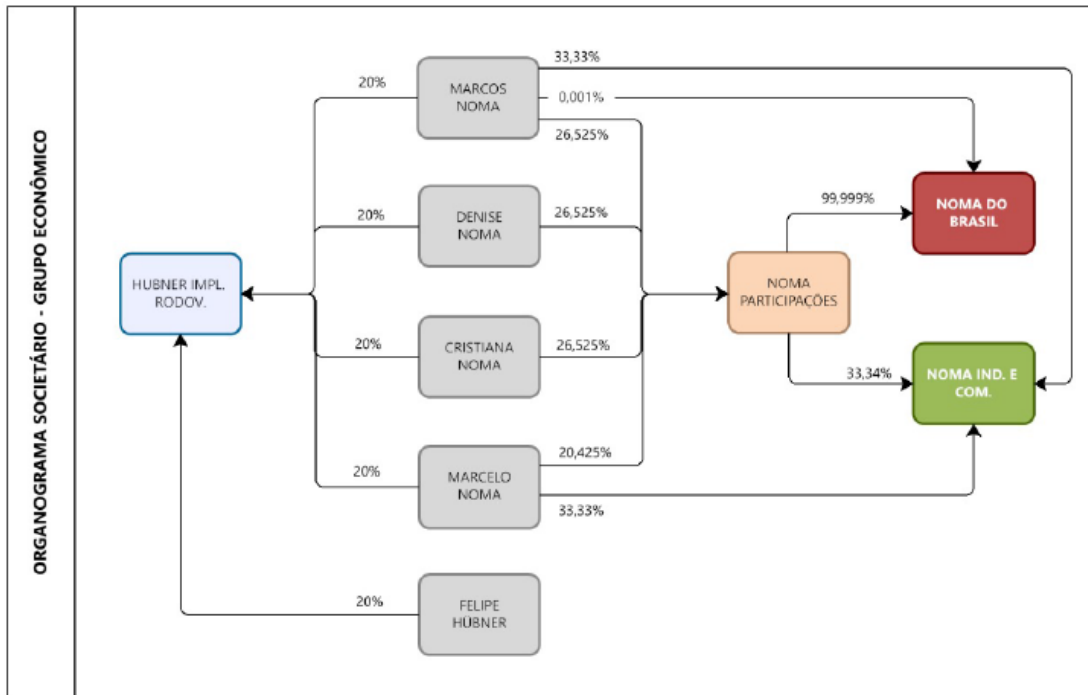 ORGANOGRAMA SOCIETÁRIO - GRUPO ECONÔMICO
33,33%
20%
MARCOS
NOMA
0,001%
26,525%
20%
DENISE
NOMA
26,525%
99,999%
NOMA DO
BRASIL
HUBNER IMPL.
RODOV.
NOMA
PARTICIPAÇÕES
20%
CRISTIANA
NOMA
26,525%
33,34%
NOMA IND. E
COM.
20%
MARCELO
NOMA
20,425%
33,33%
20%
FELIPE
HÜBNER